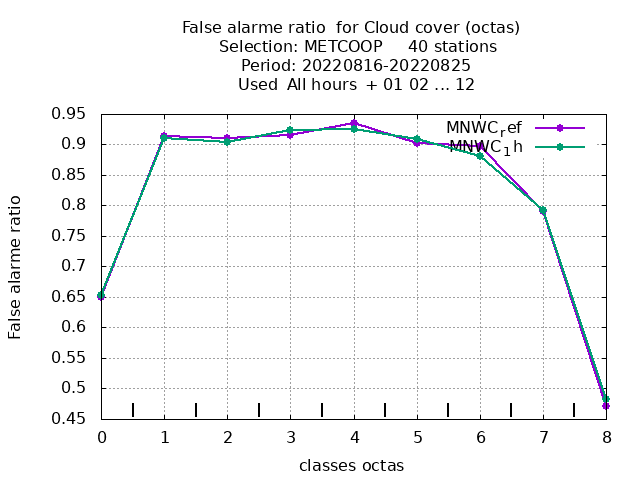 False alarme ratio  for Cloud cover (octas)
Selection: METCOOP     40 stations
Period: 20220816-20220825
Used  All hours  + 01 02 ... 12
MNWC_ref
MNWC_1h
0.95
0.9
0.85
0.8
0.75
0.7
0.65
0.6
0.55
0.5
0.45
False alarme ratio
0 1 2 3 4 5 6 7 8
classes octas